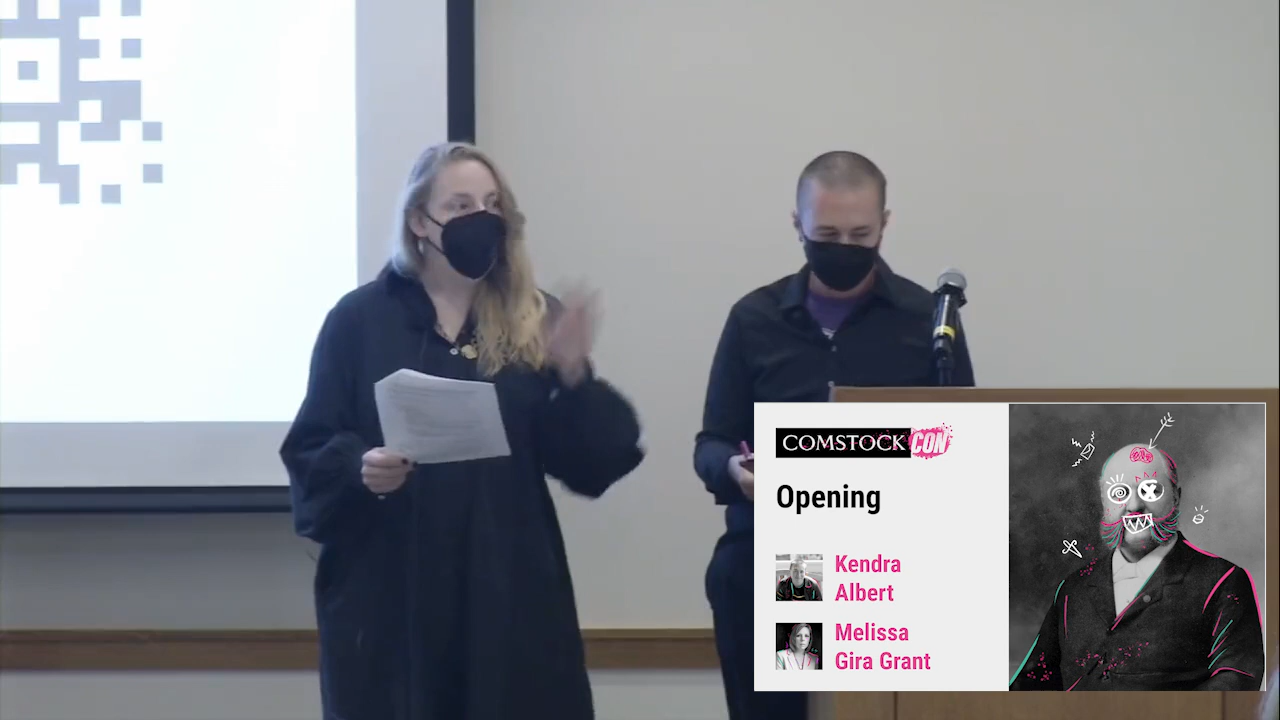 COMSTOCK CON
Opening
Kendra
Albert
Melissa
Gira Grant